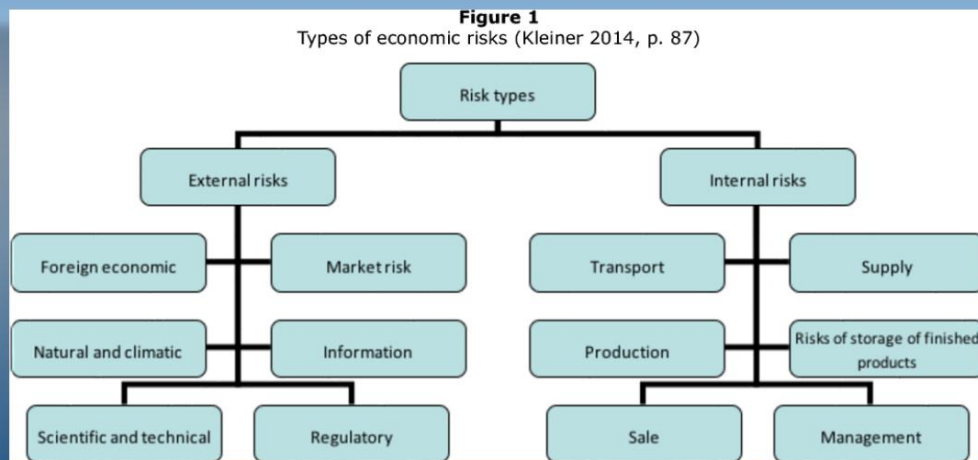 Figure 1
Types of economic risks (Kleiner 2014, p. 87)
Risk types
External risks
Internal risks
Foreign economic
Market risk
Transport
Supply
Natural and climatic
Information
Production
Risks of storage of finished
products
Scientific and technical
Regulatory
Sale
Management